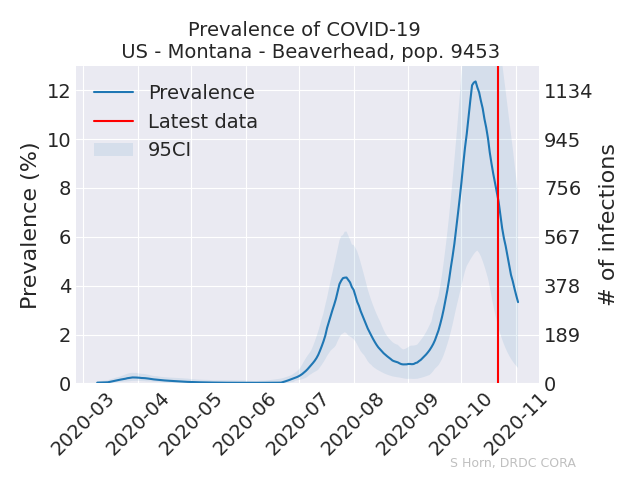 Prevalence of COVID-19
US - Montana - Beaverhead, pop. 9453
Prevalence
Latest data
95CI
Prevalence (%)
12
10
8
6
4
2
0
1134
945
756
567
378
189
0
# of infections
2020-03
2020-04
2020-05
2020-06
2020-07
2020-08
2020-09
2020-10
2020-11
S Horn, DRDC CORA